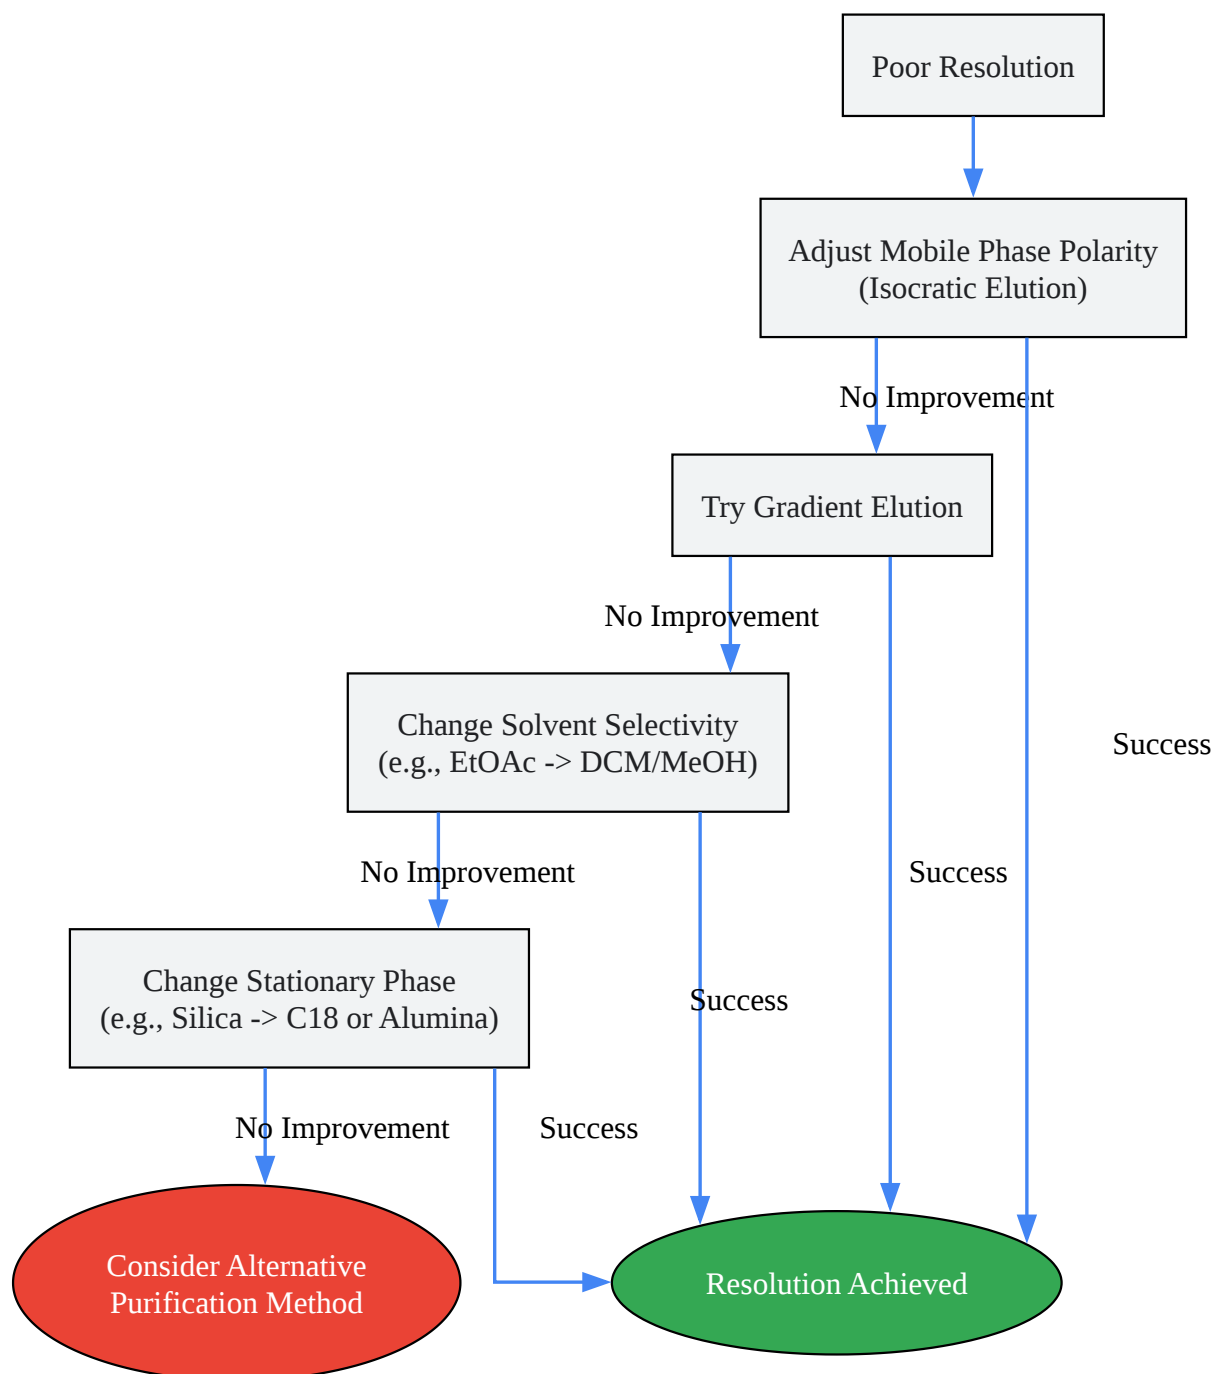 Poor Resolution
Adjust Mobile Phase Polarity
(Isocratic Elution)
No Improvement
Try Gradient Elution
No Improvement
Change Solvent Selectivity
(e.g., EtOAc -> DCM/MeOH)
Success
No Improvement
Success
Change Stationary Phase
(e.g., Silica -> C18 or Alumina)
Success
No Improvement
Success
Consider Alternative
Purification Method
Resolution Achieved